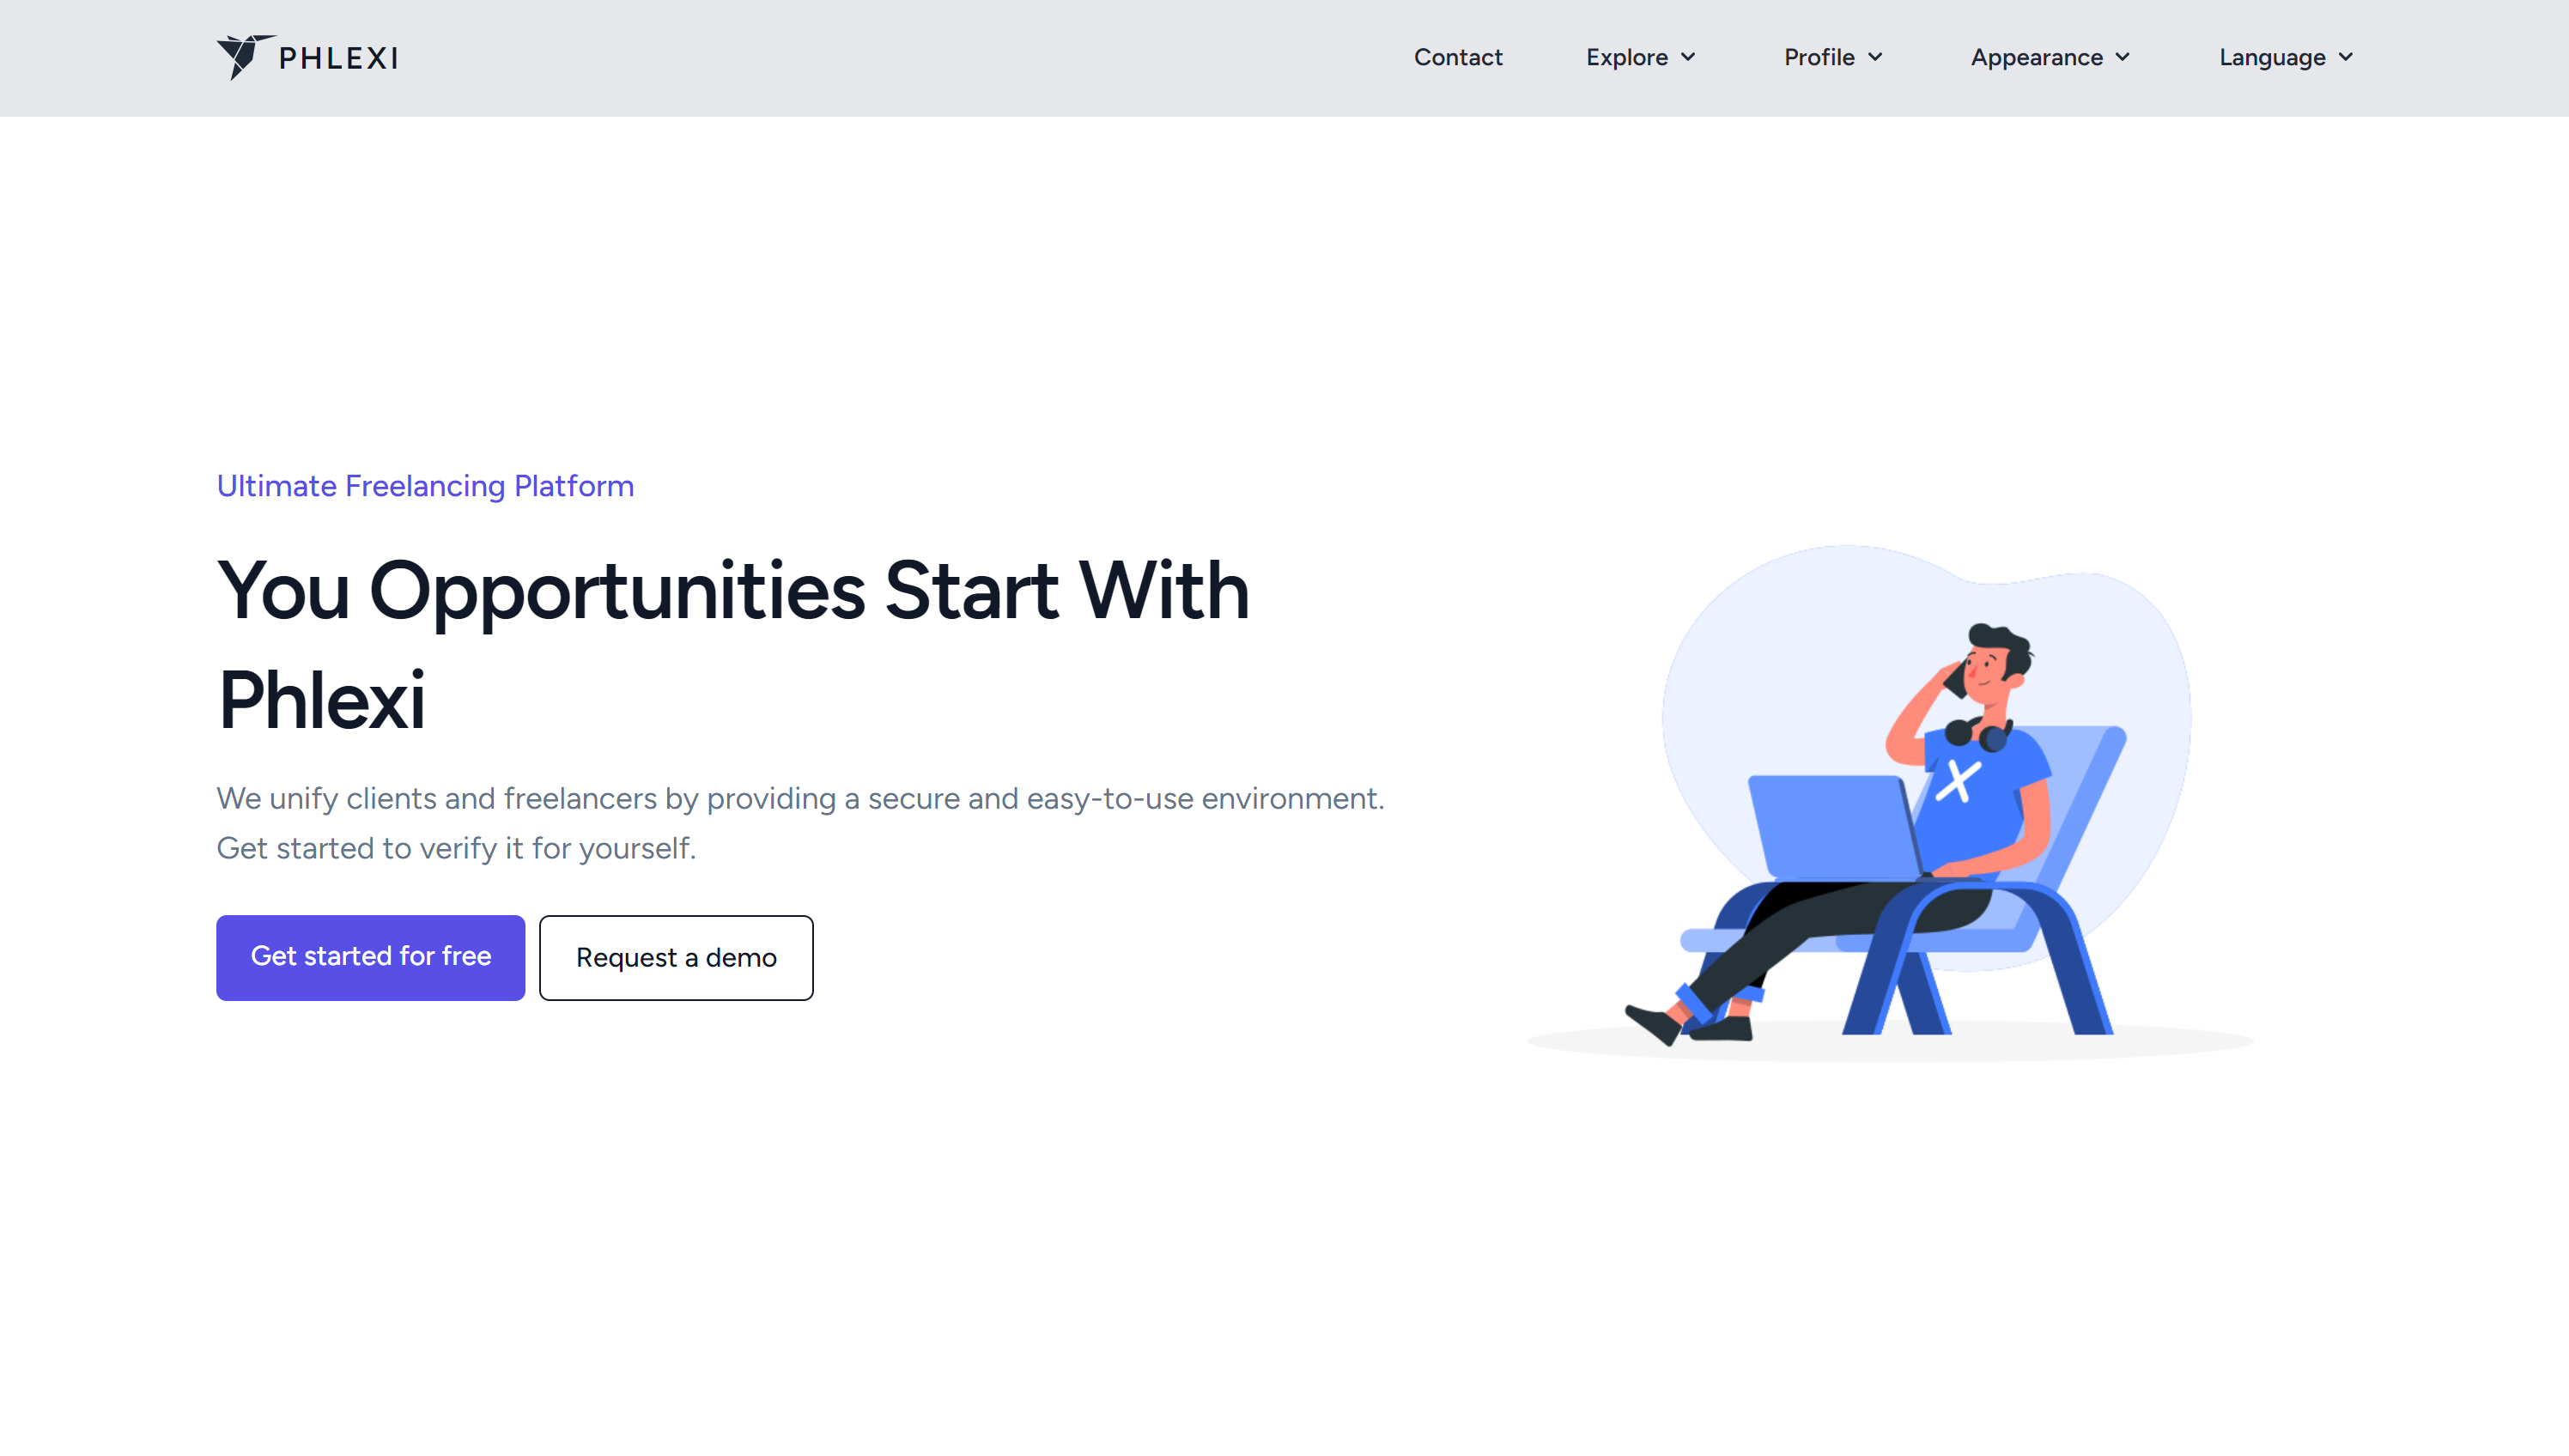 PHLEXI
Contact
Explore
Profile
Appearance
Language
Ultimate Freelancing Platform
You Opportunities Start With
Phlexi
We unify clients and freelancers by providing a secure and easy-to-use environment.
Get started to verify it for yourself.
Get started for free
Request a demo
X